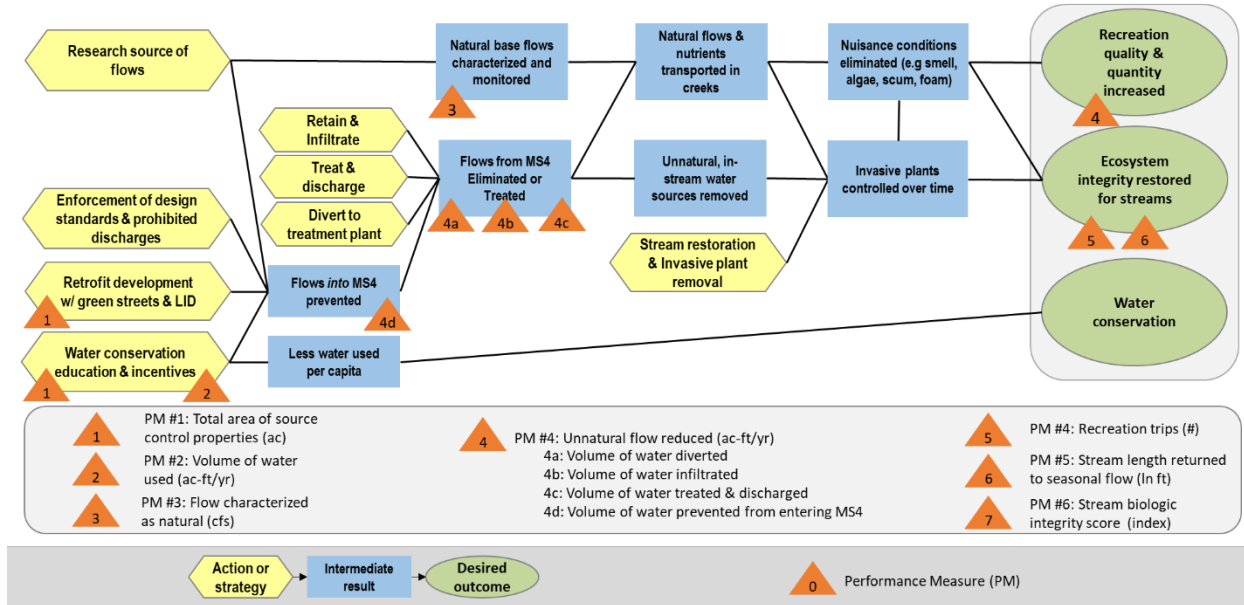 Research source of
flows
Natural base flows
characterized and
monitored
3
Natural flows &
nutrients
transported in
creeks
Nuisance conditions
eliminated (e.g smell,
algae, scum, foam)
Recreation
quality &
quantity
increased
4
Retain &
Infiltrate
Treat &
discharge
Divert to
treatment plant
Flows from MS4
Eliminated or
Treated
4a
4b
4c
Unnatural, in-
stream water
sources removed
Invasive plants
controlled over time
Ecosystem
integrity restored
for streams
5
6
Enforcement of design
standards & prohibited
discharges
Stream restoration
& Invasive plant
removal
Retrofit development
w/ green streets & LID
1
Flows into MS4
prevented
4d
Water
conservation
Water conservation
education & incentives
1
2
Less water used
per capita
1
PM #1: Total area of source
control properties (ac)
2
PM #2: Volume of water
used (ac-ft/yr)
3
PM #3: Flow characterized
as natural (cfs)
4
PM #4: Unnatural flow reduced (ac-ft/yr)
4a: Volume of water diverted
4b: Volume of water infiltrated
4c: Volume of water treated & discharged
4d: Volume of water prevented from entering MS4
5
PM #4: Recreation trips (#)
6
PM #5: Stream length returned
to seasonal flow (ln ft)
7
PM #6: Stream biologic
integrity score (index)
Action or
strategy
Intermediate
result
Desired
outcome
0
Performance Measure (PM)